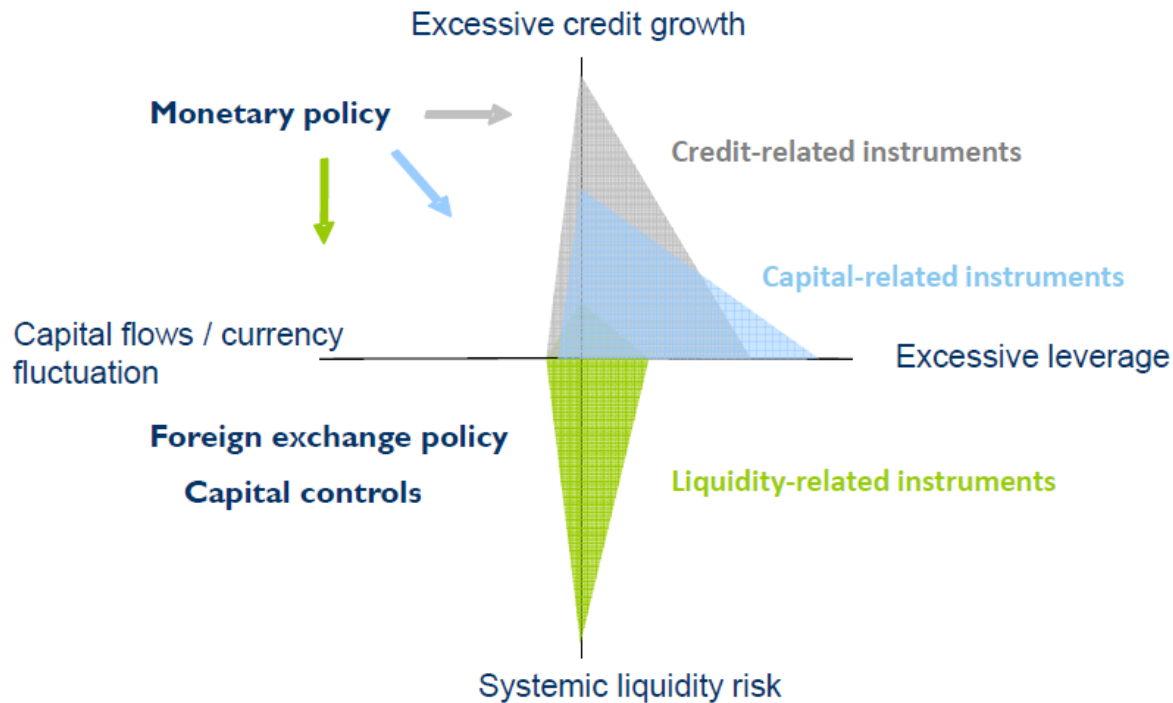 Excessive credit growth
Monetary policy
Credit-related instruments
Capital-related instruments
Capital flows / currency
fluctuation
Excessive leverage
Foreign exchange policy
Capital controls
Liquidity-related instruments
Systemic liquidity risk